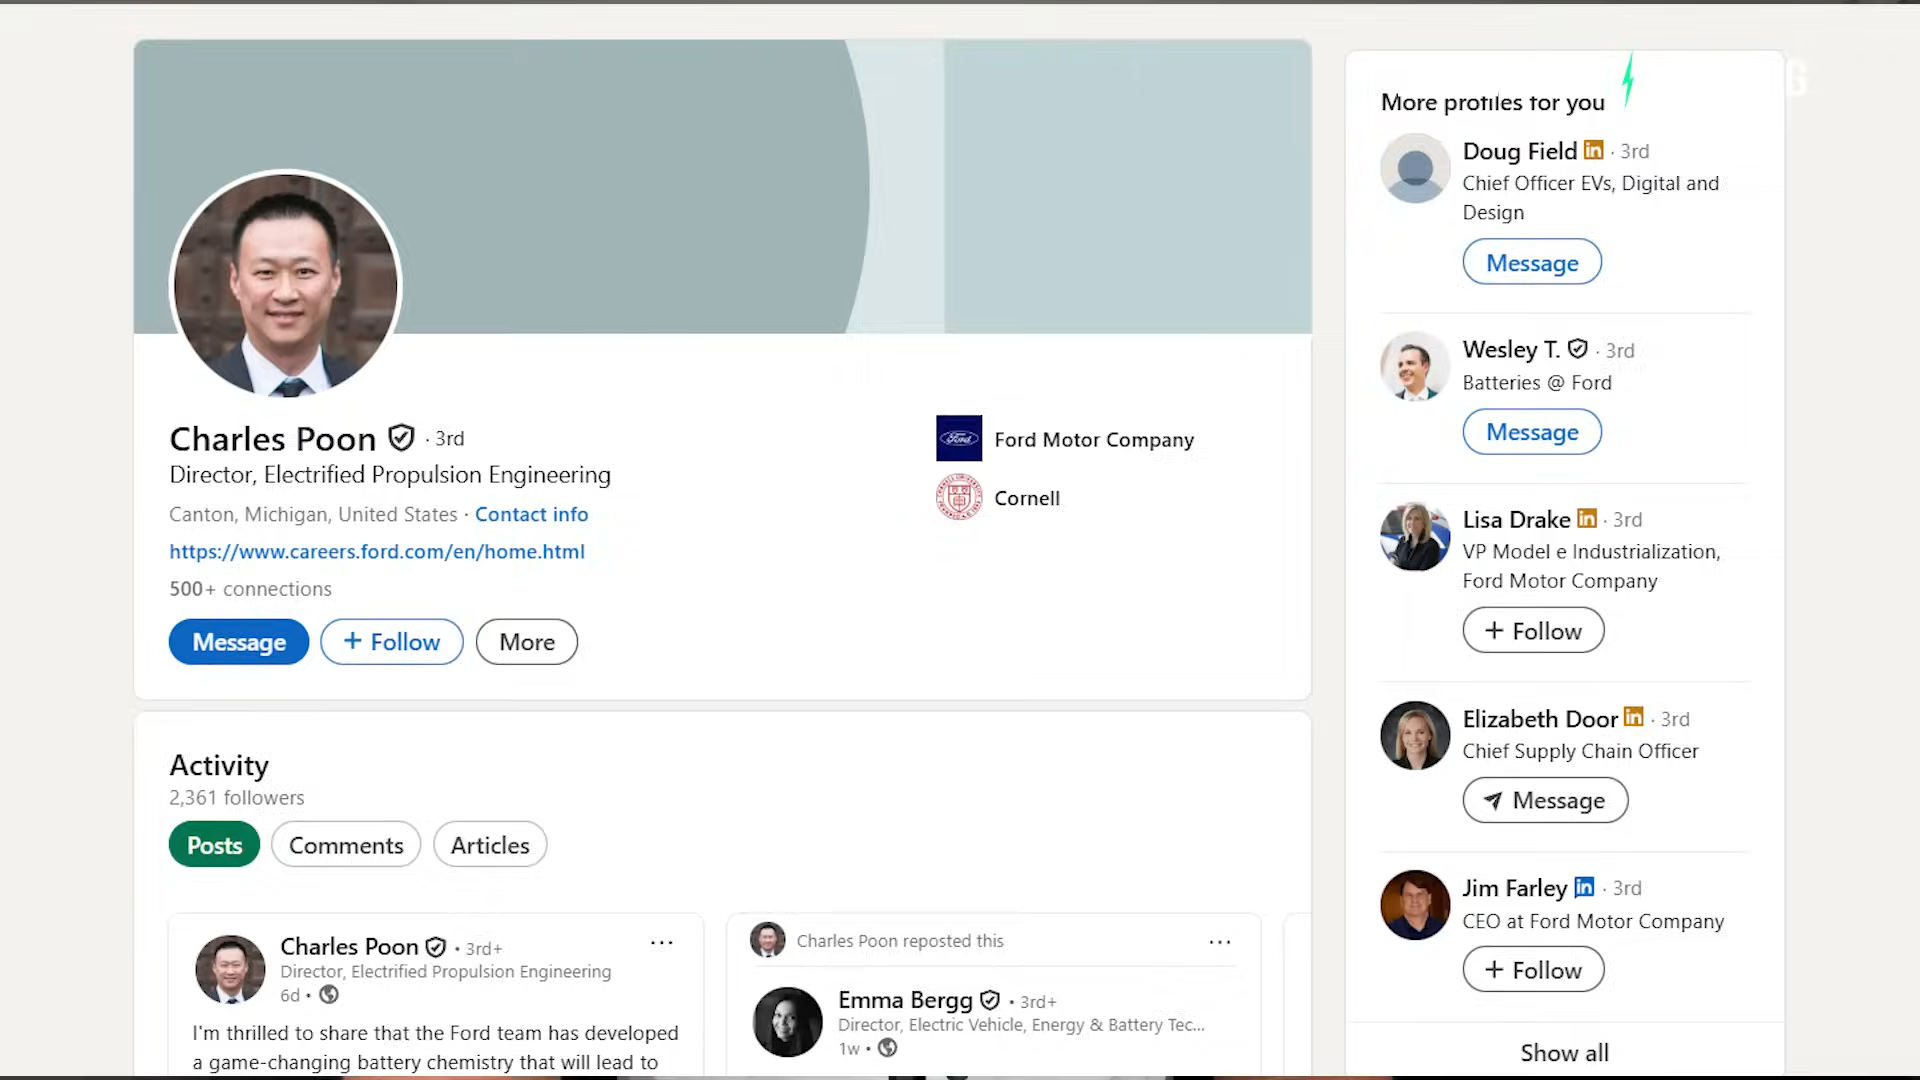 Charles Poon · 3rd
Director, Electrified Propulsion Engineering
Canton, Michigan, United States · Contact info
https://www.careers.ford.com/en/home.html
500+ connections
Message
+ Follow
More
Ford
Ford Motor Company
Cornell
Activity
2,361 followers
Posts
Comments
Articles
Charles Poon • 3rd+
Director, Electrified Propulsion Engineering
6d •
I'm thrilled to share that the Ford team has developed
a game-changing battery chemistry that will lead to
Charles Poon reposted this
Emma Bergg • 3rd+
Director, Electric Vehicle, Energy & Battery Tec...
1w •
More profiles for you
Doug Field in · 3rd
Chief Officer EVs, Digital and
Design
Message
Wesley T. · 3rd
Batteries @ Ford
Message
Lisa Drake in · 3rd
VP Model e Industrialization,
Ford Motor Company
+ Follow
Elizabeth Door in · 3rd
Chief Supply Chain Officer
Message
Jim Farley in · 3rd
CEO at Ford Motor Company
+ Follow
Show all